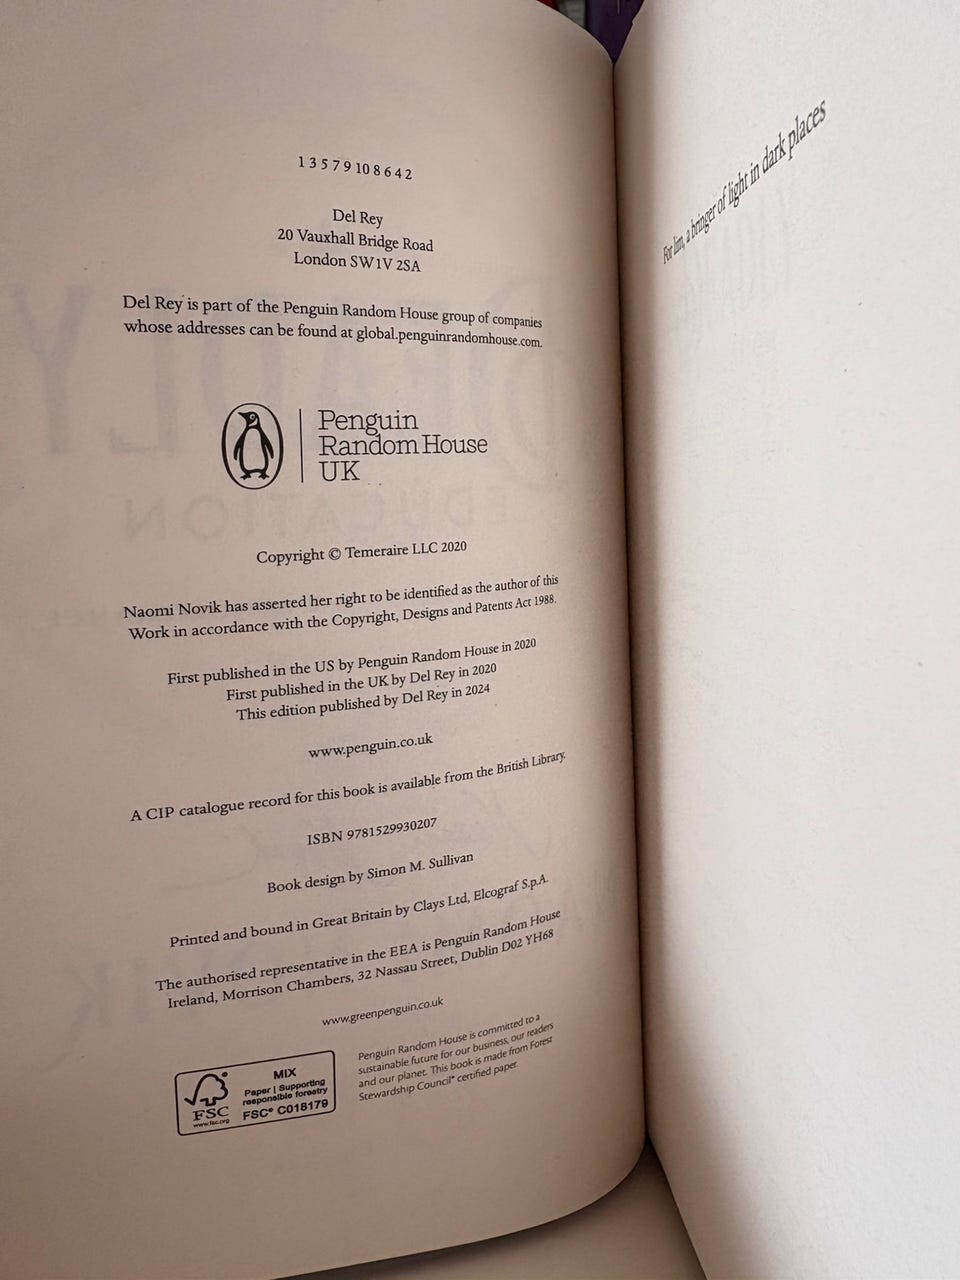 1 3 5 7 9 10 8 6 4 2
Del Rey
20 Vauxhall Bridge Road
London SW1V 2SA
Del Rey is part of the Penguin Random House group of companies
whose addresses can be found at global.penguinrandomhouse.com.
Penguin
Random House
UK
Copyright © Temeraire LLC 2020
Naomi Novik has asserted her right to be identified as the author of this
Work in accordance with the Copyright, Designs and Patents Act 1988.
First published in the US by Penguin Random House in 2020
First published in the UK by Del Rey in 2020
This edition published by Del Rey in 2024
www.penguin.co.uk
A CIP catalogue record for this book is available from the British Library.
ISBN 9781529930207
Book design by Simon M. Sullivan
Printed and bound in Great Britain by Clays Ltd, Elcograf S.p.A.
The authorised representative in the EEA is Penguin Random House
Ireland, Morrison Chambers, 32 Nassau Street, Dublin D02 YH68
www.greenpenguin.co.uk
MIX
Paper | Supporting
responsible forestry
FSC® C018179
FSC
www.fsc.org
Penguin Random House is committed to a
sustainable future for our business, our readers
and our planet. This book is made from Forest
Stewardship Council® certified paper.
For lim, a bringer of light in dark places